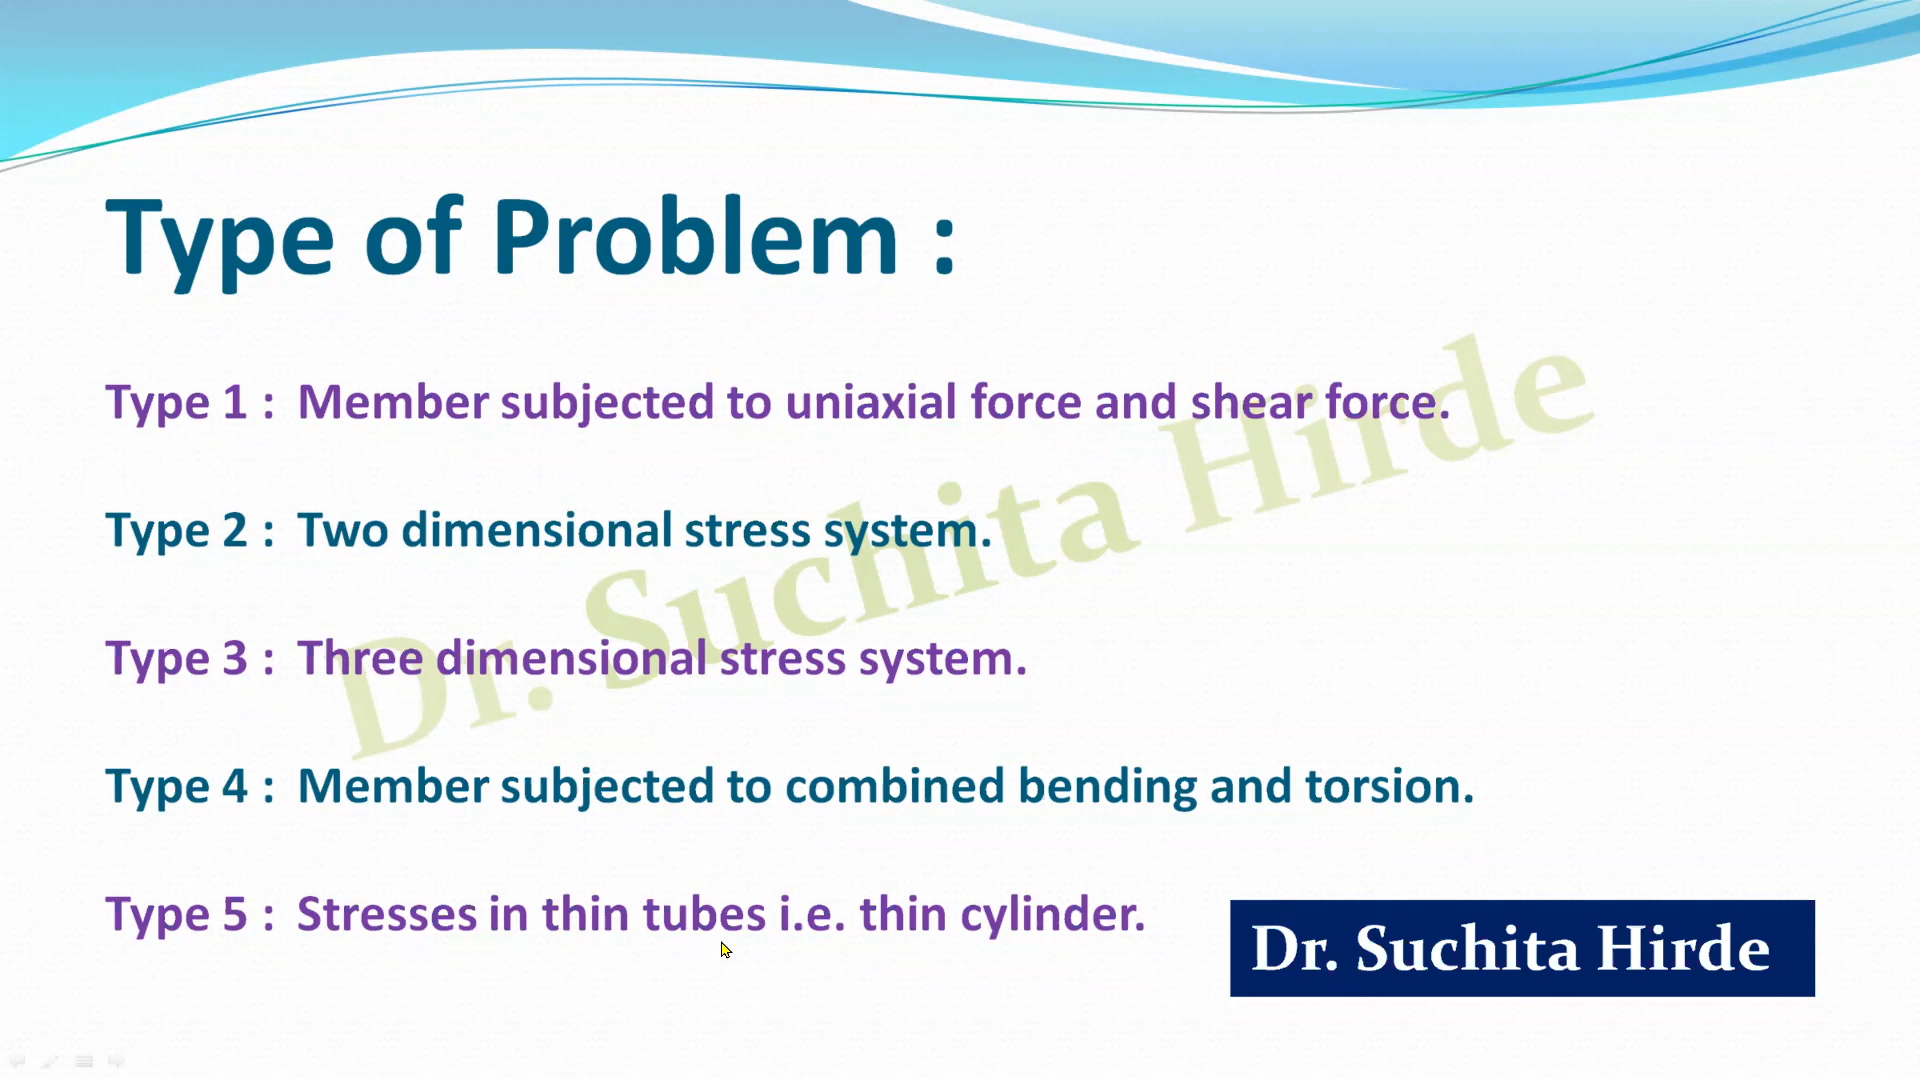 Type of Problem :
Type 1 : Member subjected to uniaxial force and shear force.
Type 2 : Two dimensional stress system.
Type 3 : Three dimensional stress system.
Type 4 : Member subjected to combined bending and torsion.
Type 5 : Stresses in thin tubes i.e. thin cylinder.
Dr. Suchita Hirde
Dr. Suchita Hirde